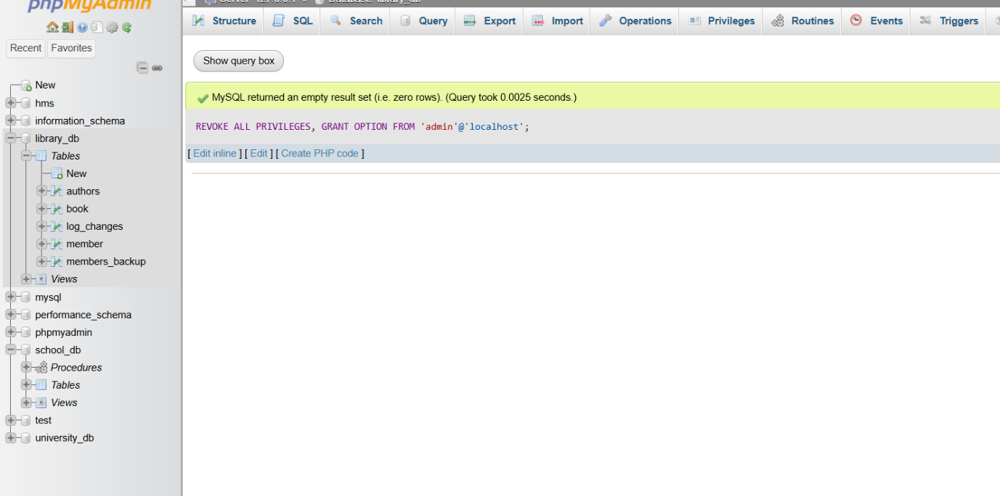 phpMyAdmin
Server: 127.0.0.1 » Database: library_db
Structure SQL Search Query Export Import Operations Privileges Routines Events Triggers
Recent Favorites
New
hms
information_schema
library_db
Tables
New
authors
book
log_changes
member
members_backup
Views
mysql
performance_schema
phpmyadmin
school_db
Procedures
Tables
Views
test
university_db
Show query box
MySQL returned an empty result set (i.e. zero rows). (Query took 0.0025 seconds.)
REVOKE ALL PRIVILEGES, GRANT OPTION FROM 'admin'@'localhost';
[ Edit inline ] [ Edit ] [ Create PHP code ]